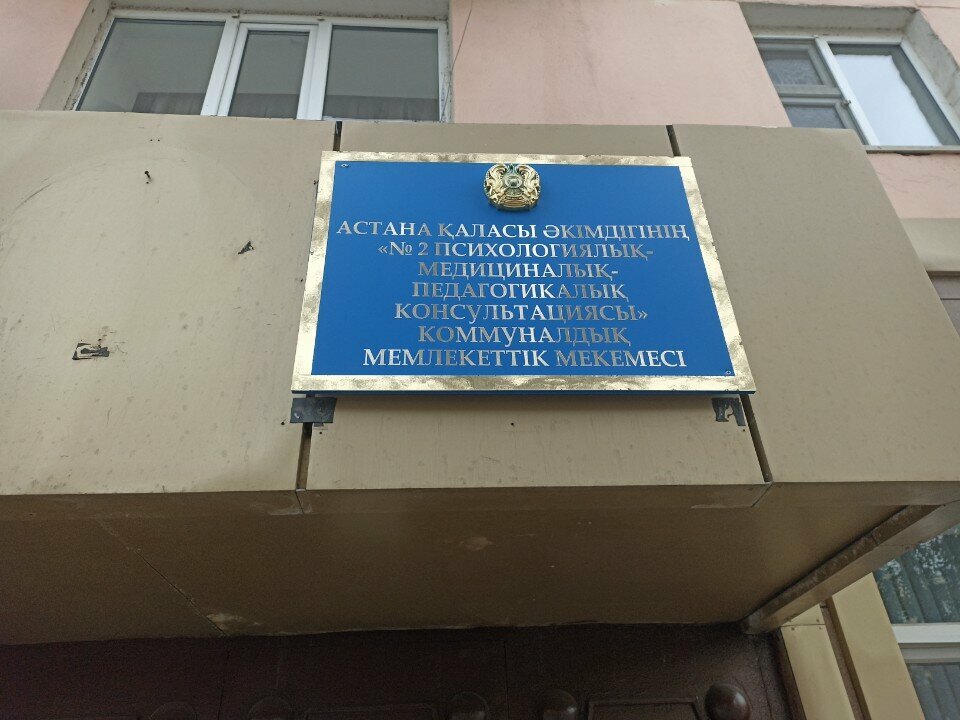 АСТАНА ҚАЛАСЫ ӘКІМДІГІНІҢ
«№ 2 ПСИХОЛОГИЯЛЫҚ-
МЕДИЦИНАЛЫҚ-
ПЕДАГОГИКАЛЫҚ
КОНСУЛЬТАЦИЯСЫ»
КОММУНАЛДЫҚ
МЕМЛЕКЕТТІК МЕКЕМЕСІ